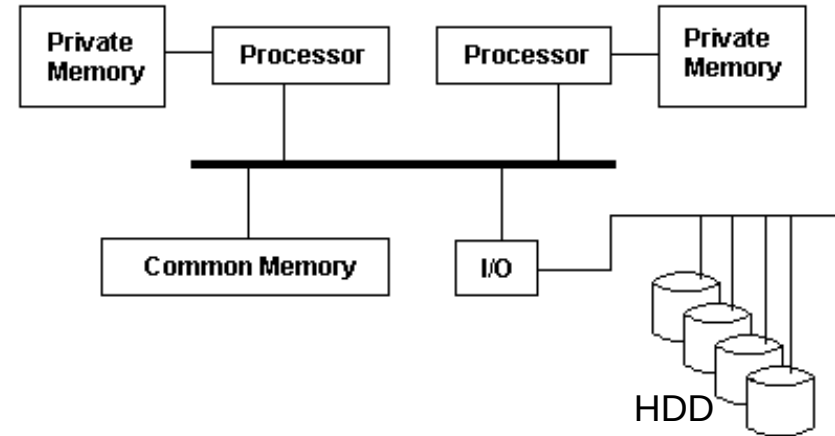 Private
Memory
Processor
Processor
Private
Memory
Common Memory
I/O
HDD